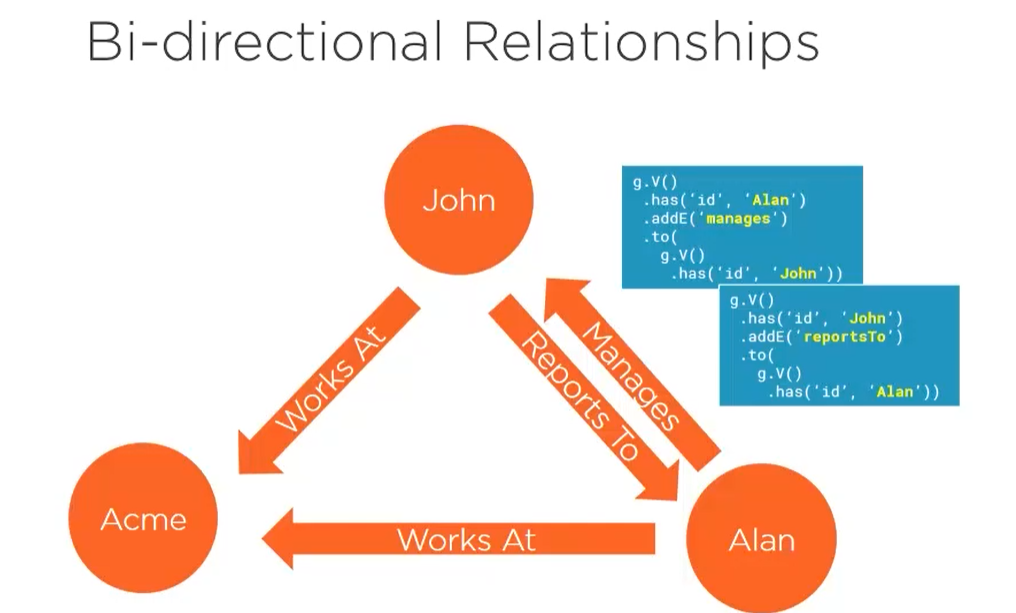 Bi-directional Relationships
John
g.V()
.has('id', 'Alan')
.addE('manages')
.to(
g.V()
.has('id', 'John'))
g.V()
.has('id', 'John')
.addE('reportsTo')
.to(
g.V()
.has('id', 'Alan'))
Works At
Reports To
Manages
Acme
Works At
Alan